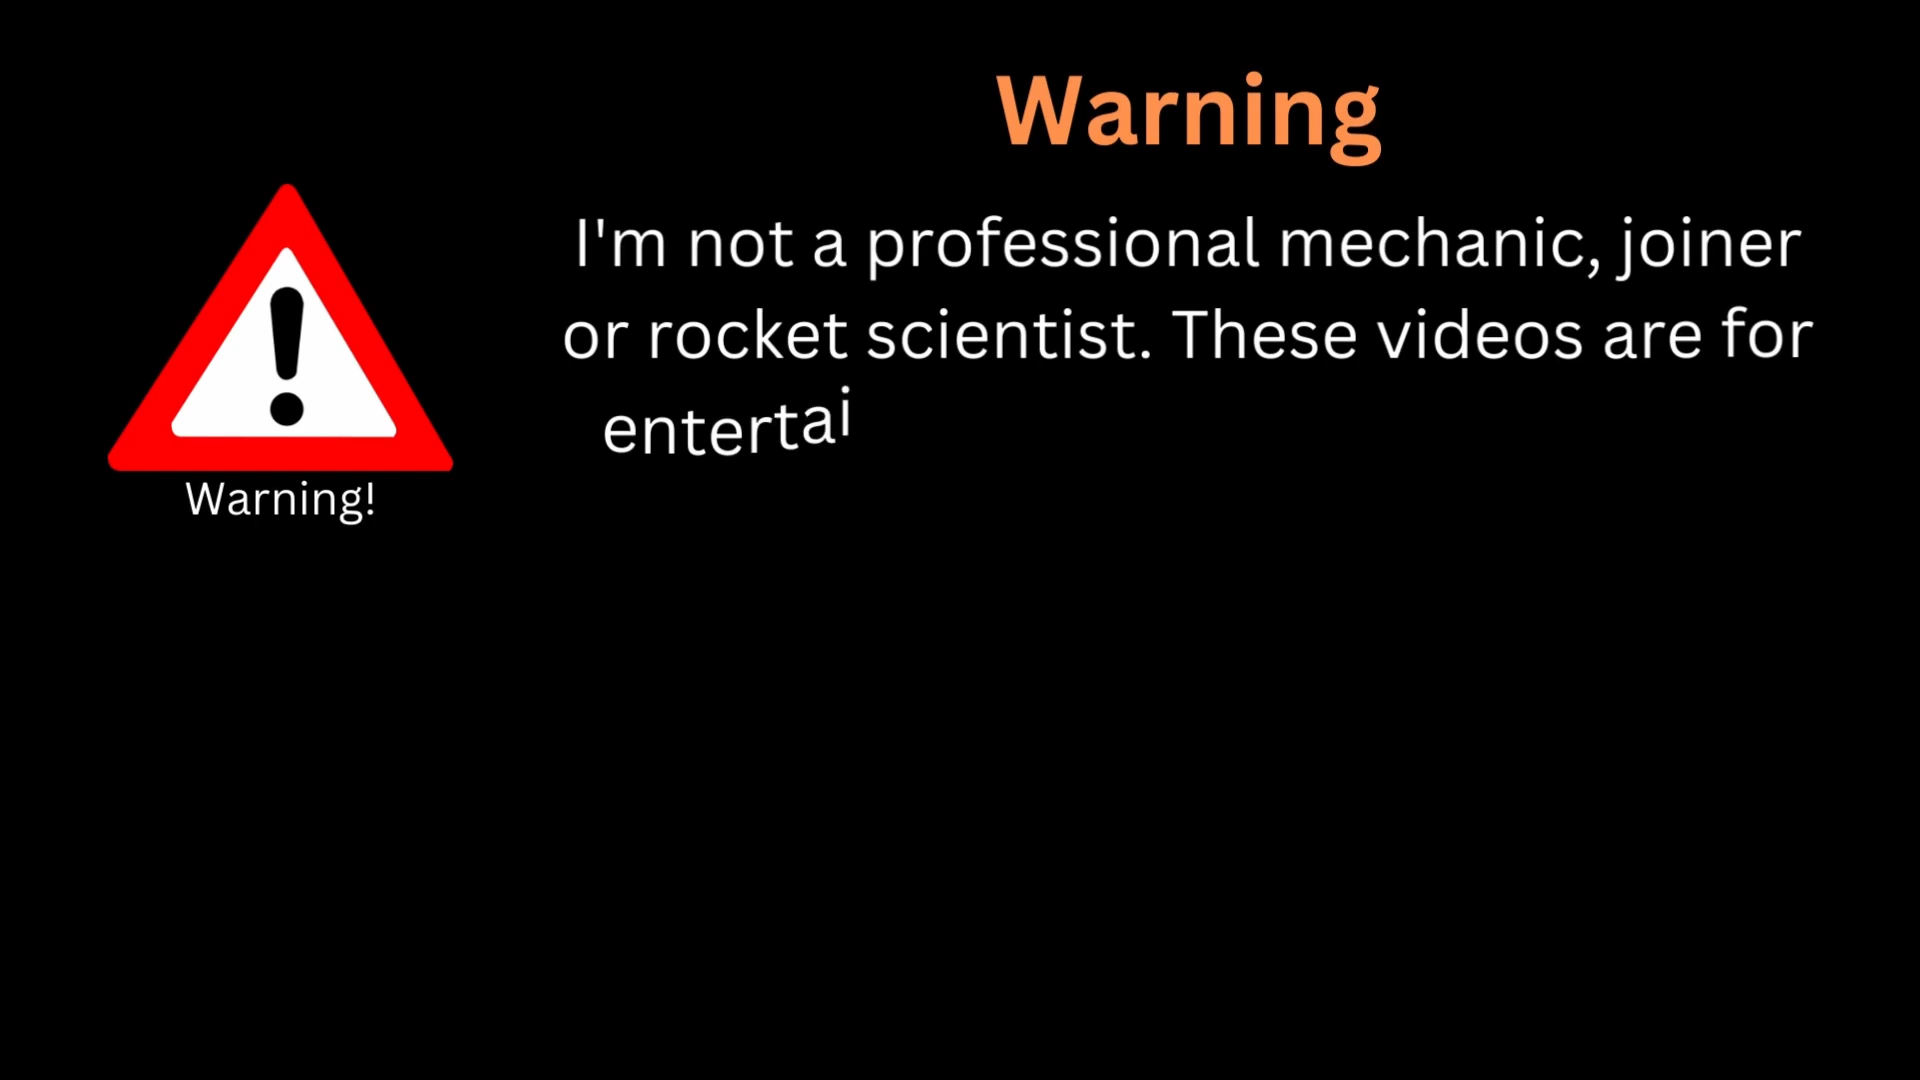 Warning
I'm not a professional mechanic, joiner
or rocket scientist. These videos are for
entertai
Warning!